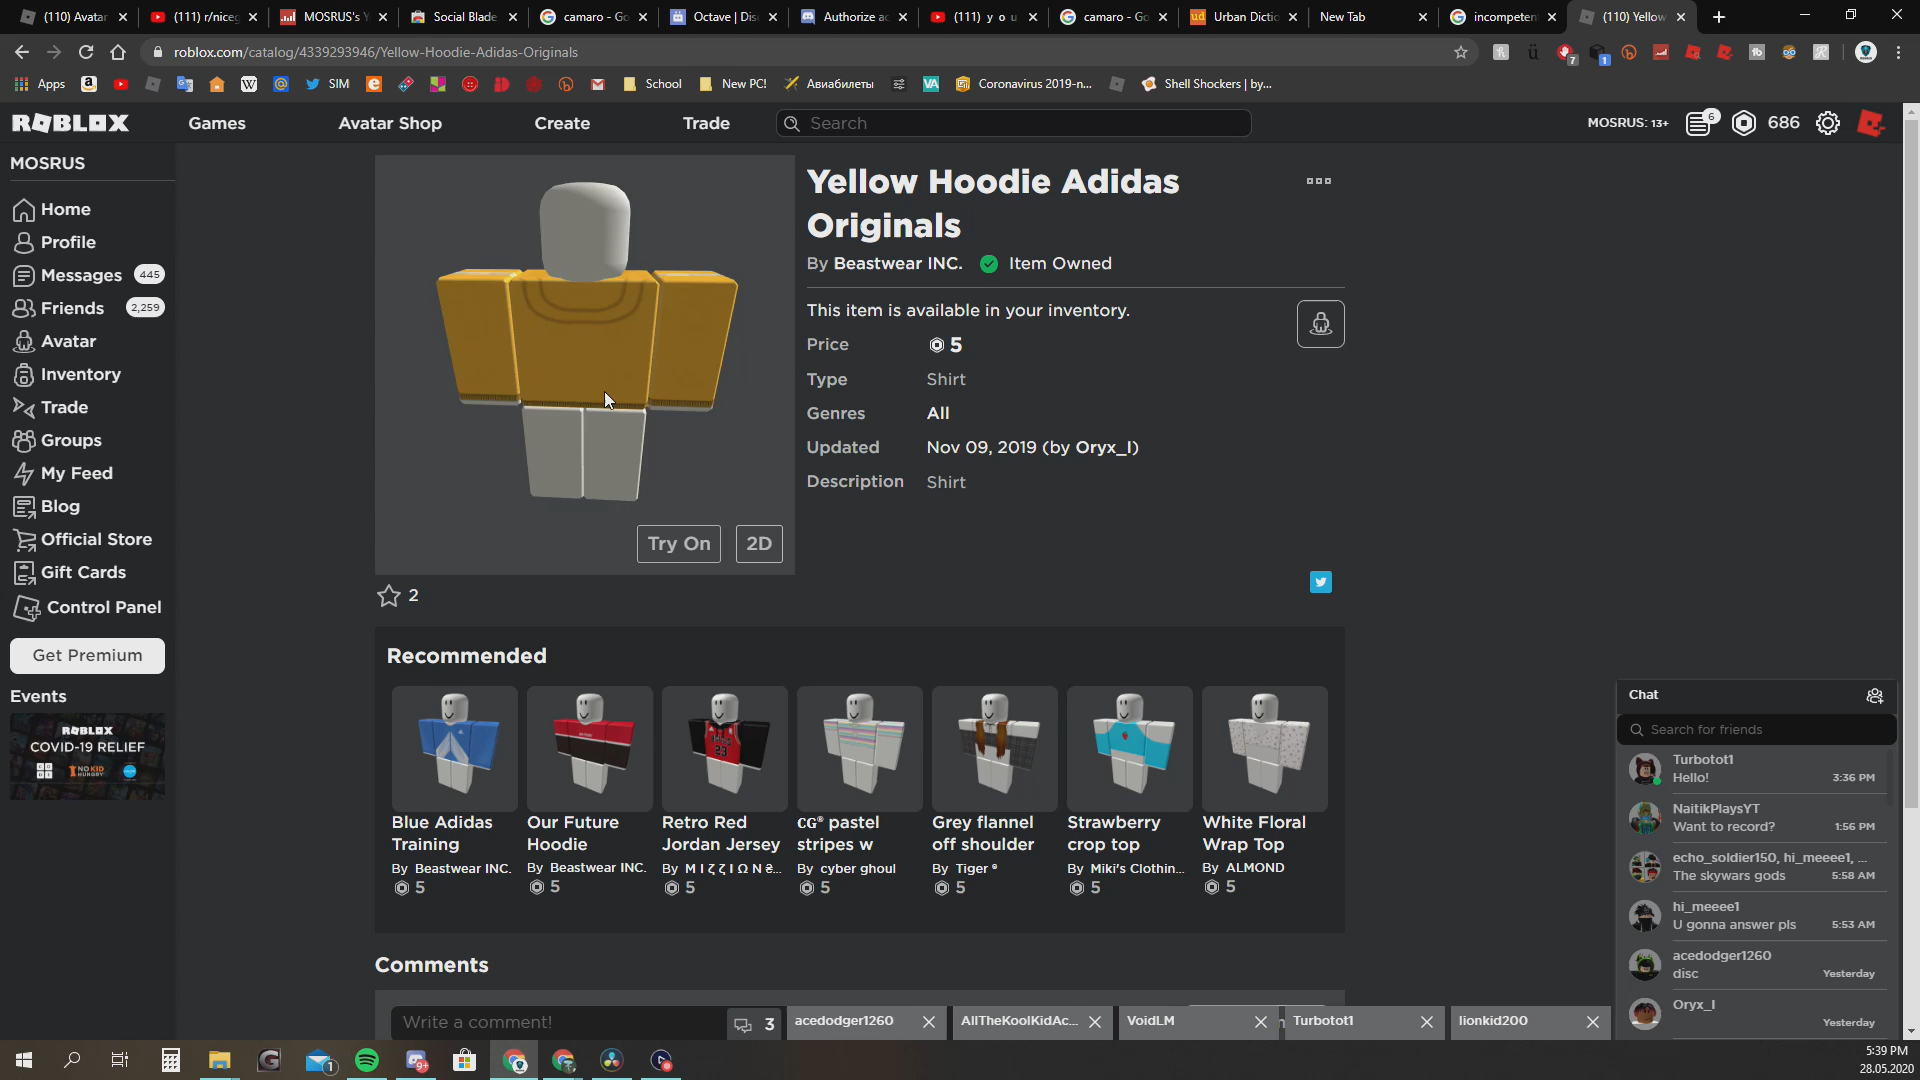 (110) Avatar
(111) r/niceg
MOSRUS's Y
Social Blade
camaro - Go
Octave | Dis
Authorize ac
(111) y o u
camaro - Go
Urban Dictio
New Tab
incompeten
(110) Yellow
roblox.com/catalog/4339293946/Yellow-Hoodie-Adidas-Originals
Apps
SIM
School
New PC!
Авиабилеты
Coronavirus 2019-n...
Shell Shockers | by...
ROBLOX
Games
Avatar Shop
Create
Trade
Search
MOSRUS: 13+
6
686
MOSRUS
Home
Profile
Messages 445
Friends 2,259
Avatar
Inventory
Trade
Groups
My Feed
Blog
Official Store
Gift Cards
Control Panel
Get Premium
Events
ROBLOX
COVID-19 RELIEF
NO KID HUNGRY
Yellow Hoodie Adidas
Originals
By Beastwear INC. Item Owned
This item is available in your inventory.
Price 5
Type Shirt
Genres All
Updated Nov 09, 2019 (by Oryx_I)
Description Shirt
Try On
2D
2
Recommended
Blue Adidas
Training
By Beastwear INC.
5
Our Future
Hoodie
By Beastwear INC.
5
Retro Red
Jordan Jersey
By M I ζ ζ I Ω N
5
CG® pastel
stripes w
By cyber ghoul
5
Grey flannel
off shoulder
By Tiger ®
5
Strawberry
crop top
By Miki's Clothin...
5
White Floral
Wrap Top
By ALMOND
5
Comments
Write a comment!
3
acedodger1260
AllTheKoolKidAc...
VoidLM
Turbotot1
lionkid200
Chat
Search for friends
Turbotot1
Hello! 3:36 PM
NaitikPlaysYT
Want to record? 1:56 PM
echo_soldier150, hi_meeee1, ...
The skywars gods 5:58 AM
hi_meeee1
U gonna answer pls 5:53 AM
acedodger1260
disc Yesterday
Oryx_I
Yesterday
5:39 PM
28.05.2020